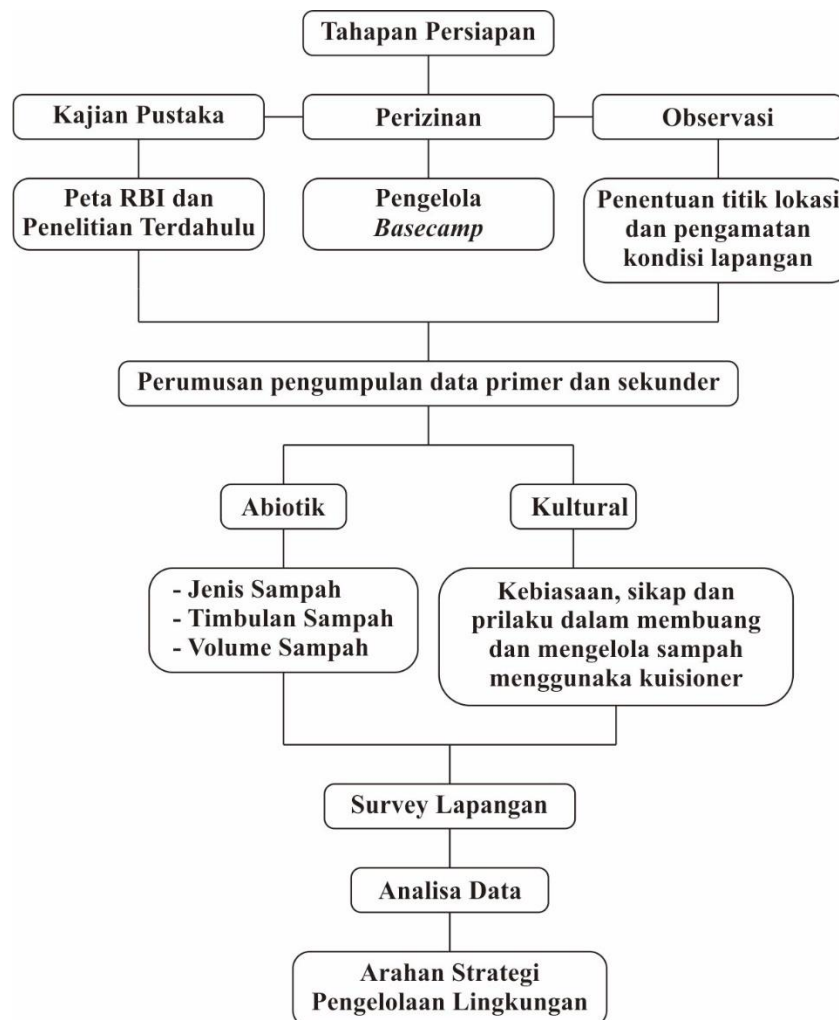 Tahapan Persiapan
Kajian Pustaka
Perizinan
Observasi
Peta RBI dan
Penelitian Terdahulu
Pengelola
Basecamp
Penentuan titik lokasi
dan pengamatan
kondisi lapangan
Perumusan pengumpulan data primer dan sekunder
Abiotik
Kultural
- Jenis Sampah
- Timbulan Sampah
- Volume Sampah
Kebiasaan, sikap dan
prilaku dalam membuang
dan mengelola sampah
menggunaka kuisioner
Survey Lapangan
Analisa Data
Arahan Strategi
Pengelolaan Lingkungan